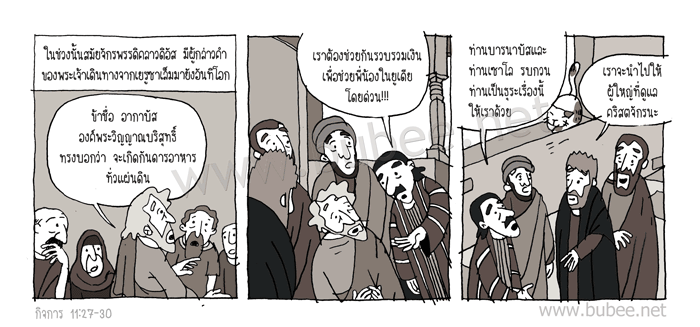 ในช่วงนั้นสมัยจักรพรรดิคลาวดิอัส มีผู้กล่าวคำ
ของพระเจ้าเดินทางจากเยรูซาเล็มมายังอันทิโอก
ข้าชื่อ อากาบัส
องค์พระวิญญาณบริสุทธิ์
ทรงบอกว่า จะเกิดกันดารอาหาร
ทั่วแผ่นดิน
เราต้องช่วยกันรวบรวมเงิน
เพื่อช่วยพี่น้องในยูเดีย
โดยด่วน!!!
ท่านบารนาบัสและ
ท่านเซาโล รบกวน
ท่านเป็นธุระเรื่องนี้
ให้เราด้วย
เราจะนำไปให้
ผู้ใหญ่ที่ดูแล
คริสตจักรนะ
www.bubee.net
กิจการ 11:27-30
www.bubee.net